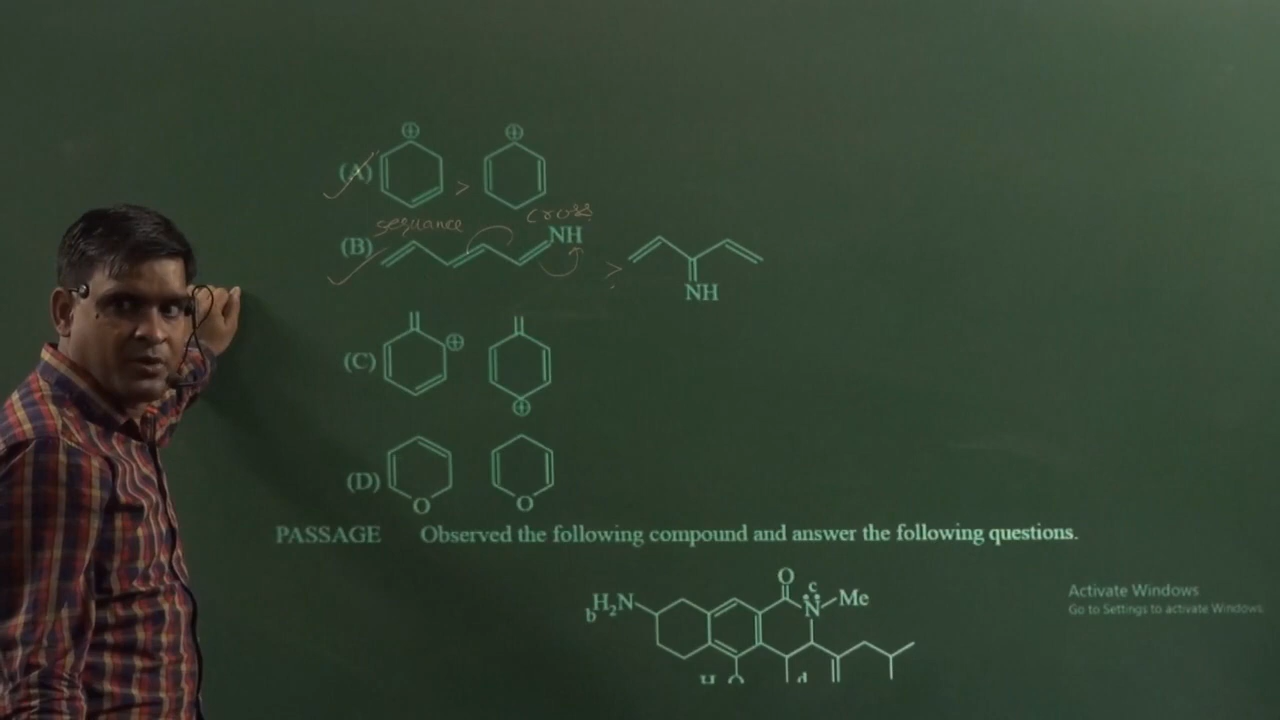 (A) ⊕ > ⊕
sequance cross
(B) NH > NH
(C) ⊕ ⊕
(D) O O
PASSAGE Observed the following compound and answer the following questions.
O
b H₂N c N̈ Me
H O d
Activate Windows
Go to Settings to activate Windows.